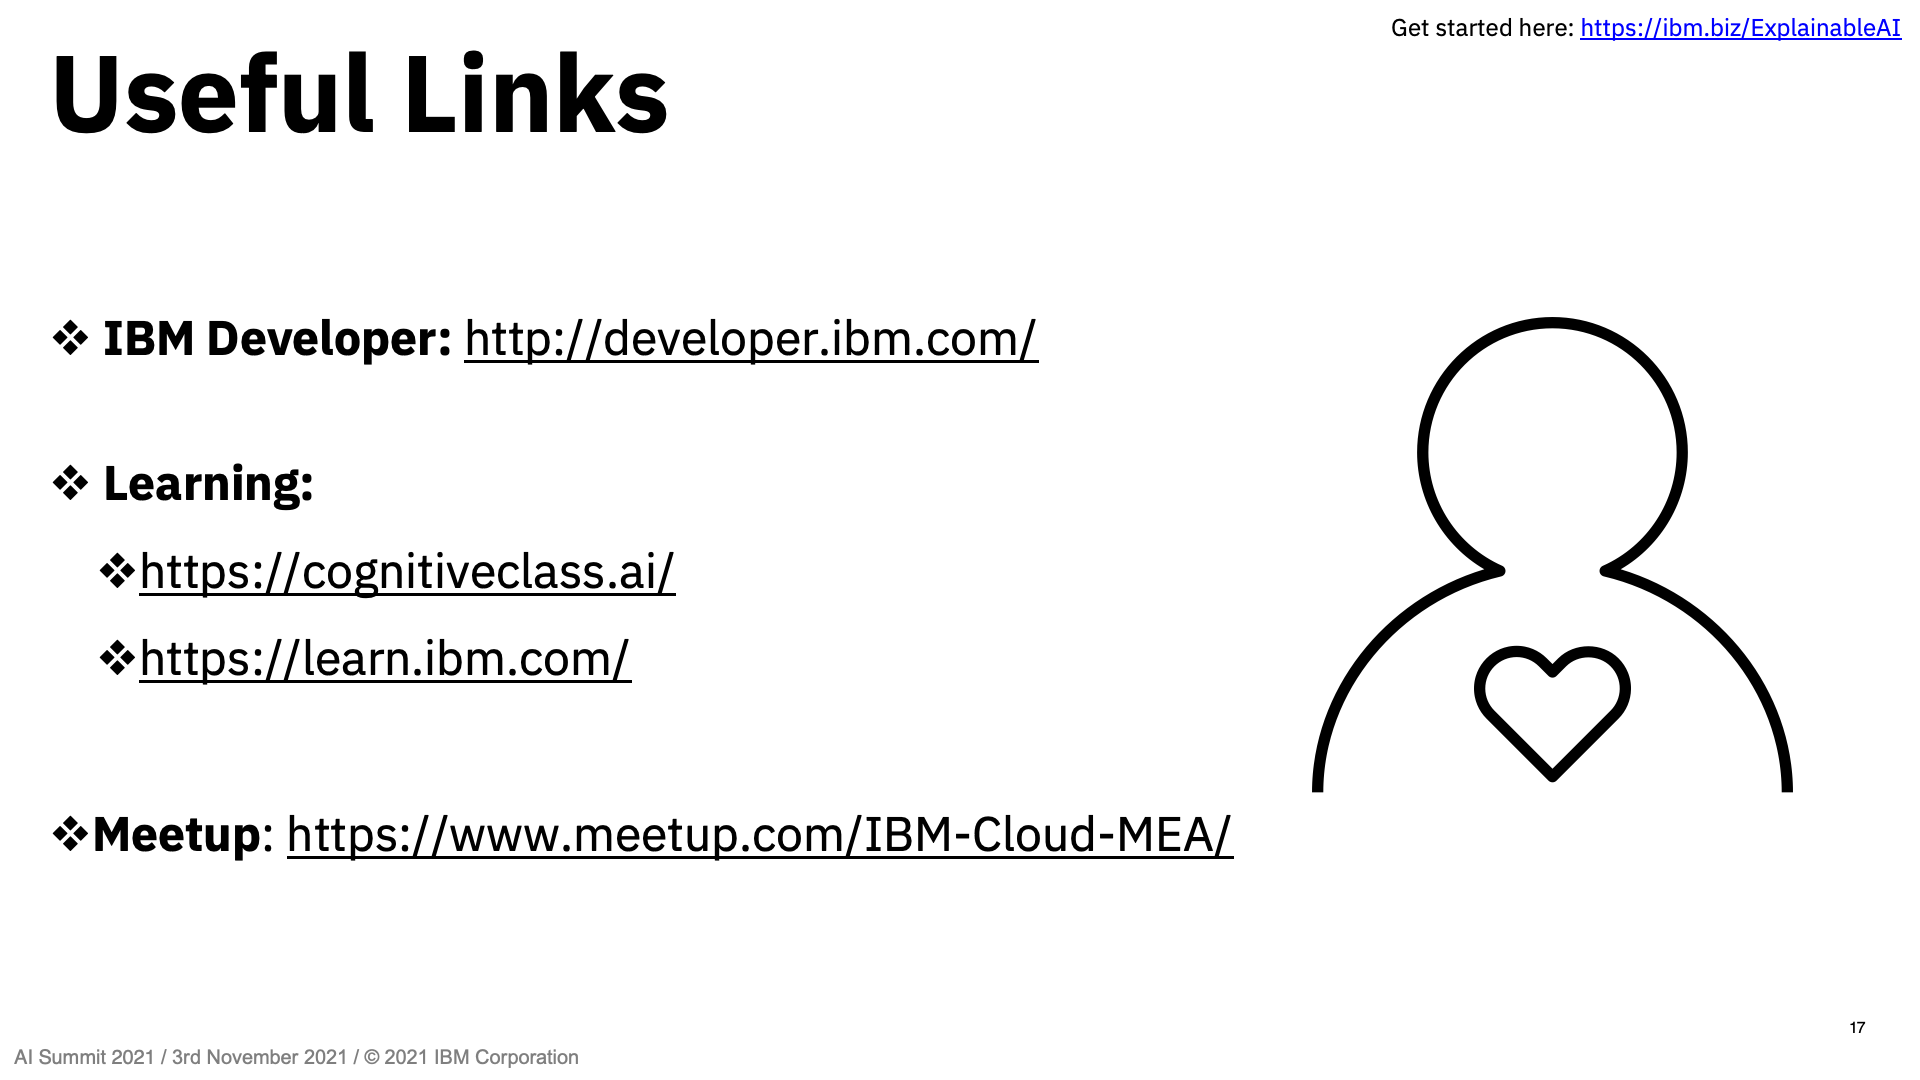 Get started here: https://ibm.biz/ExplainableAI
Useful Links
❖ IBM Developer: http://developer.ibm.com/
❖ Learning:
❖https://cognitiveclass.ai/
❖https://learn.ibm.com/
❖Meetup: https://www.meetup.com/IBM-Cloud-MEA/
17
AI Summit 2021 / 3rd November 2021 / © 2021 IBM Corporation